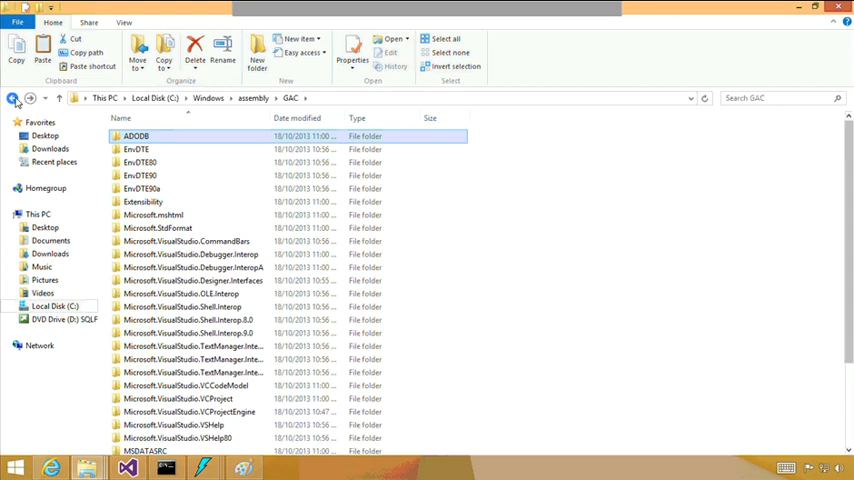 File Home Share View
Cut
Copy path
Paste shortcut
Copy Paste
Clipboard
Move to Copy to Delete Rename
Organize
New folder
New item
Easy access
New
Properties
Open
Edit
History
Open
Select all
Select none
Invert selection
Select
This PC Local Disk (C:) Windows assembly GAC
Search GAC
Favorites
Desktop
Downloads
Recent places
Homegroup
This PC
Desktop
Documents
Downloads
Music
Pictures
Videos
Local Disk (C:)
DVD Drive (D:) SQLF
Network
Name Date modified Type Size
ADODB 18/10/2013 11:00 ... File folder
EnvDTE 18/10/2013 10:56 ... File folder
EnvDTE80 18/10/2013 10:56 ... File folder
EnvDTE90 18/10/2013 10:56 ... File folder
EnvDTE90a 18/10/2013 10:56 ... File folder
Extensibility 18/10/2013 10:56 ... File folder
Microsoft.mshtml 18/10/2013 11:00 ... File folder
Microsoft.StdFormat 18/10/2013 11:00 ... File folder
Microsoft.VisualStudio.CommandBars 18/10/2013 10:56 ... File folder
Microsoft.VisualStudio.Debugger.Interop 18/10/2013 11:00 ... File folder
Microsoft.VisualStudio.Debugger.InteropA 18/10/2013 11:00 ... File folder
Microsoft.VisualStudio.Designer.Interfaces 18/10/2013 10:55 ... File folder
Microsoft.VisualStudio.OLE.Interop 18/10/2013 10:56 ... File folder
Microsoft.VisualStudio.Shell.Interop 18/10/2013 10:56 ... File folder
Microsoft.VisualStudio.Shell.Interop.8.0 18/10/2013 10:56 ... File folder
Microsoft.VisualStudio.Shell.Interop.9.0 18/10/2013 10:56 ... File folder
Microsoft.VisualStudio.TextManager.Inte... 18/10/2013 10:56 ... File folder
Microsoft.VisualStudio.TextManager.Inte... 18/10/2013 10:56 ... File folder
Microsoft.VisualStudio.TextManager.Inte... 18/10/2013 10:56 ... File folder
Microsoft.VisualStudio.VCCodeModel 18/10/2013 11:00 ... File folder
Microsoft.VisualStudio.VCProject 18/10/2013 11:00 ... File folder
Microsoft.VisualStudio.VCProjectEngine 18/10/2013 10:47 ... File folder
Microsoft.VisualStudio.VSHelp 18/10/2013 10:56 ... File folder
Microsoft.VisualStudio.VSHelp80 18/10/2013 10:56 ... File folder
MSDATASRC 18/10/2013 11:00 ... File folder